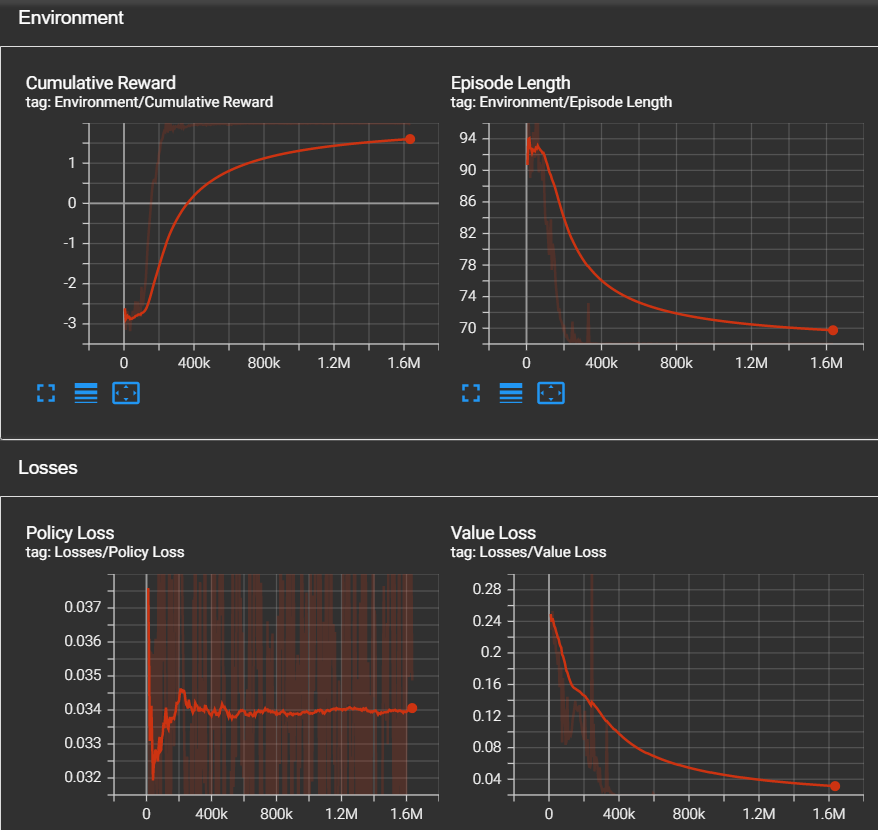 Environment
Cumulative Reward
tag: Environment/Cumulative Reward
1
0
-1
-2
-3
0 400k 800k 1.2M 1.6M
Episode Length
tag: Environment/Episode Length
94
90
86
82
78
74
70
0 400k 800k 1.2M 1.6M
Losses
Policy Loss
tag: Losses/Policy Loss
0.037
0.036
0.035
0.034
0.033
0.032
0 400k 800k 1.2M 1.6M
Value Loss
tag: Losses/Value Loss
0.28
0.24
0.2
0.16
0.12
0.08
0.04
0 400k 800k 1.2M 1.6M